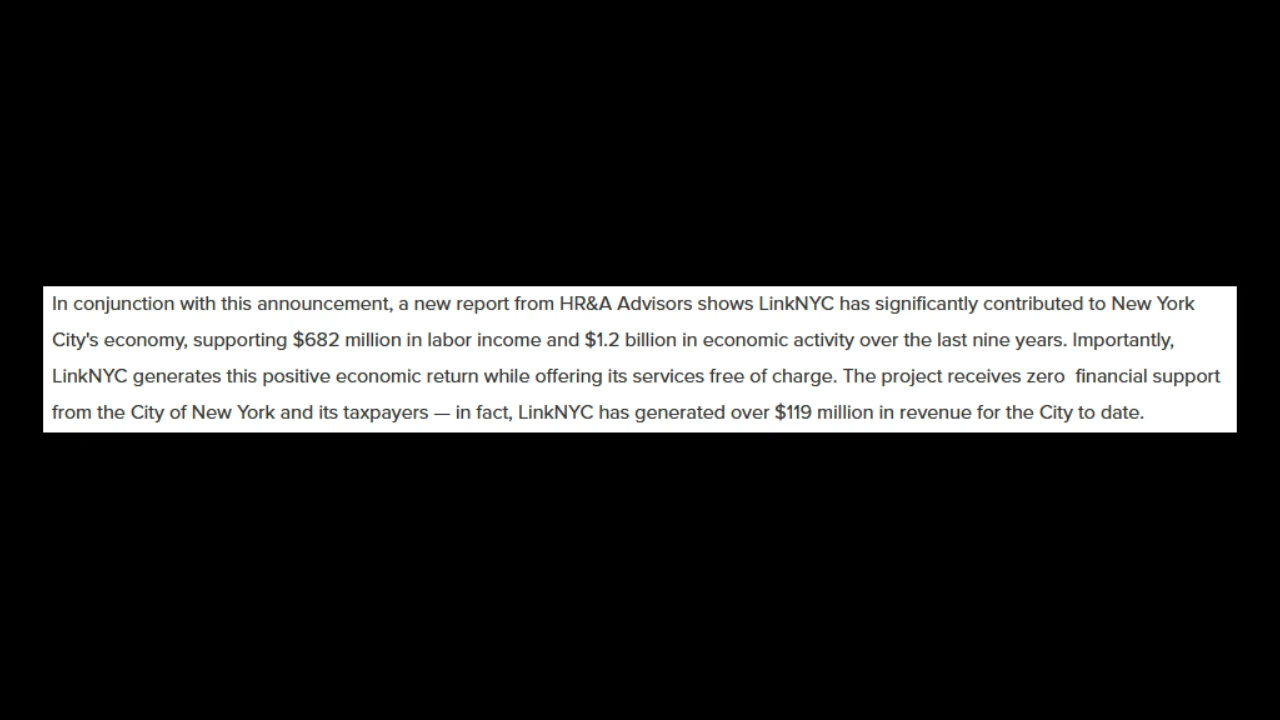 In conjunction with this announcement, a new report from HR&A Advisors shows LinkNYC has significantly contributed to New York
City's economy, supporting $682 million in labor income and $1.2 billion in economic activity over the last nine years. Importantly,
LinkNYC generates this positive economic return while offering its services free of charge. The project receives zero  financial support
from the City of New York and its taxpayers — in fact, LinkNYC has generated over $119 million in revenue for the City to date.